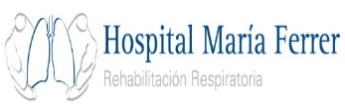 Hospital María Ferrer
Rehabilitación Respiratoria